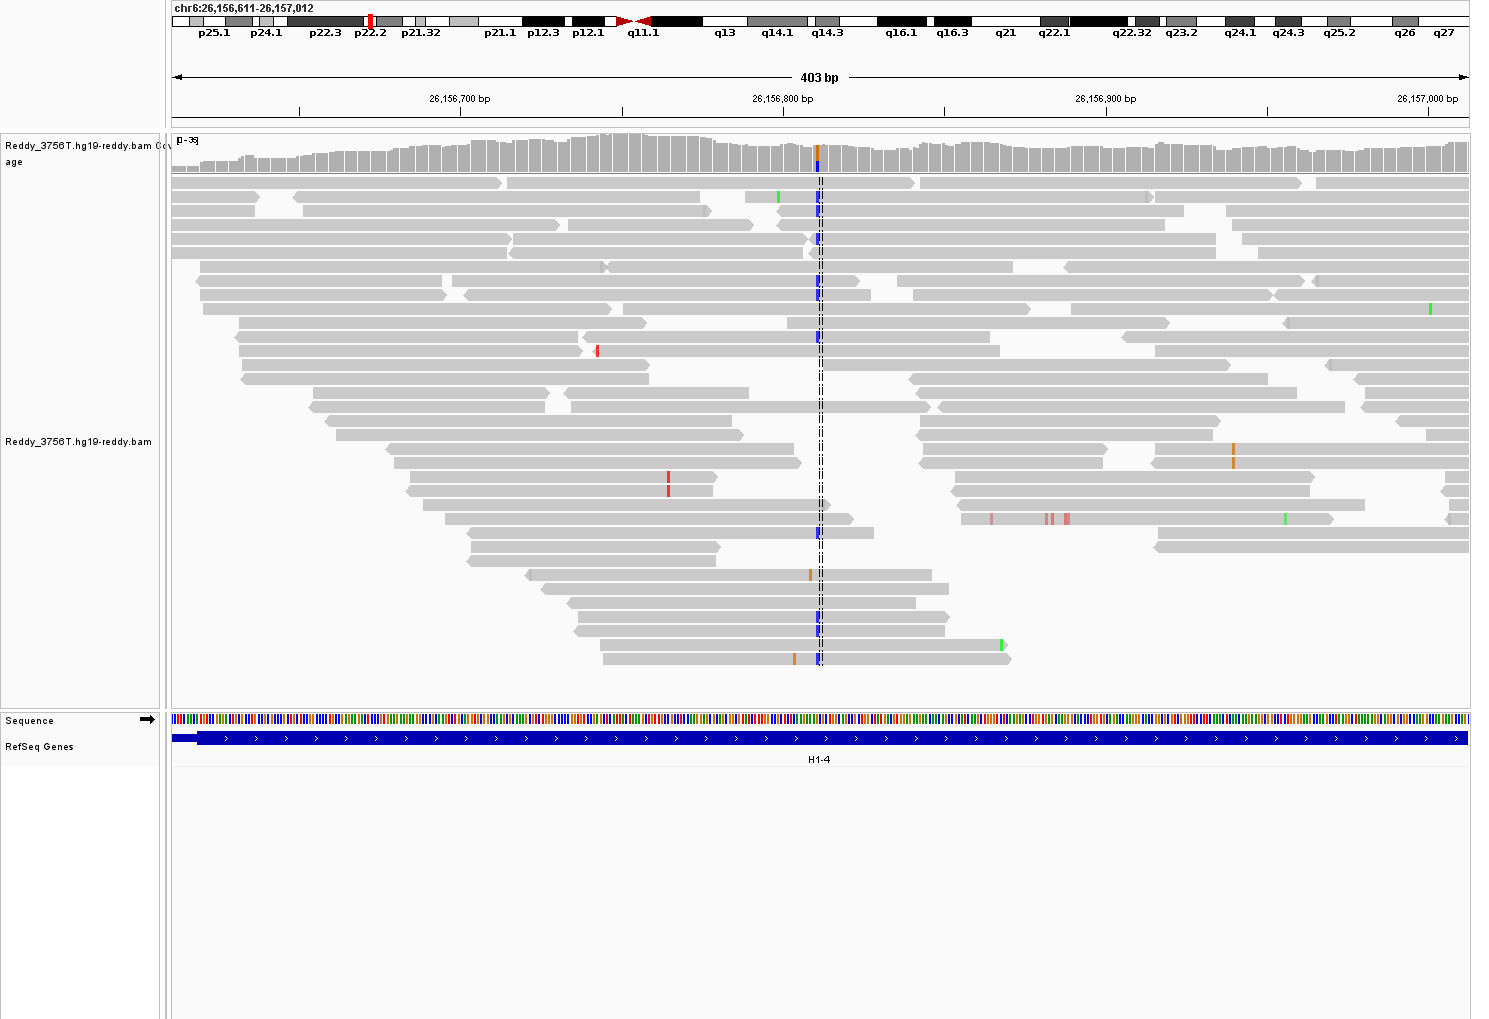 chr6:26,156,611-26,157,012
p25.1 p24.1 p22.3 p22.2 p21.32 p21.1 p12.3 p12.1 q11.1 q13 q14.1 q14.3 q16.1 q16.3 q21 q22.1 q22.32 q23.2 q24.1 q24.3 q25.2 q26 q27
403 bp
26,156,700 bp 26,156,800 bp 26,156,900 bp 26,157,000 bp
Reddy_3756T.hg19-reddy.bam Cov
age
[0-36]
Reddy_3756T.hg19-reddy.bam
Sequence
RefSeq Genes
H1-4